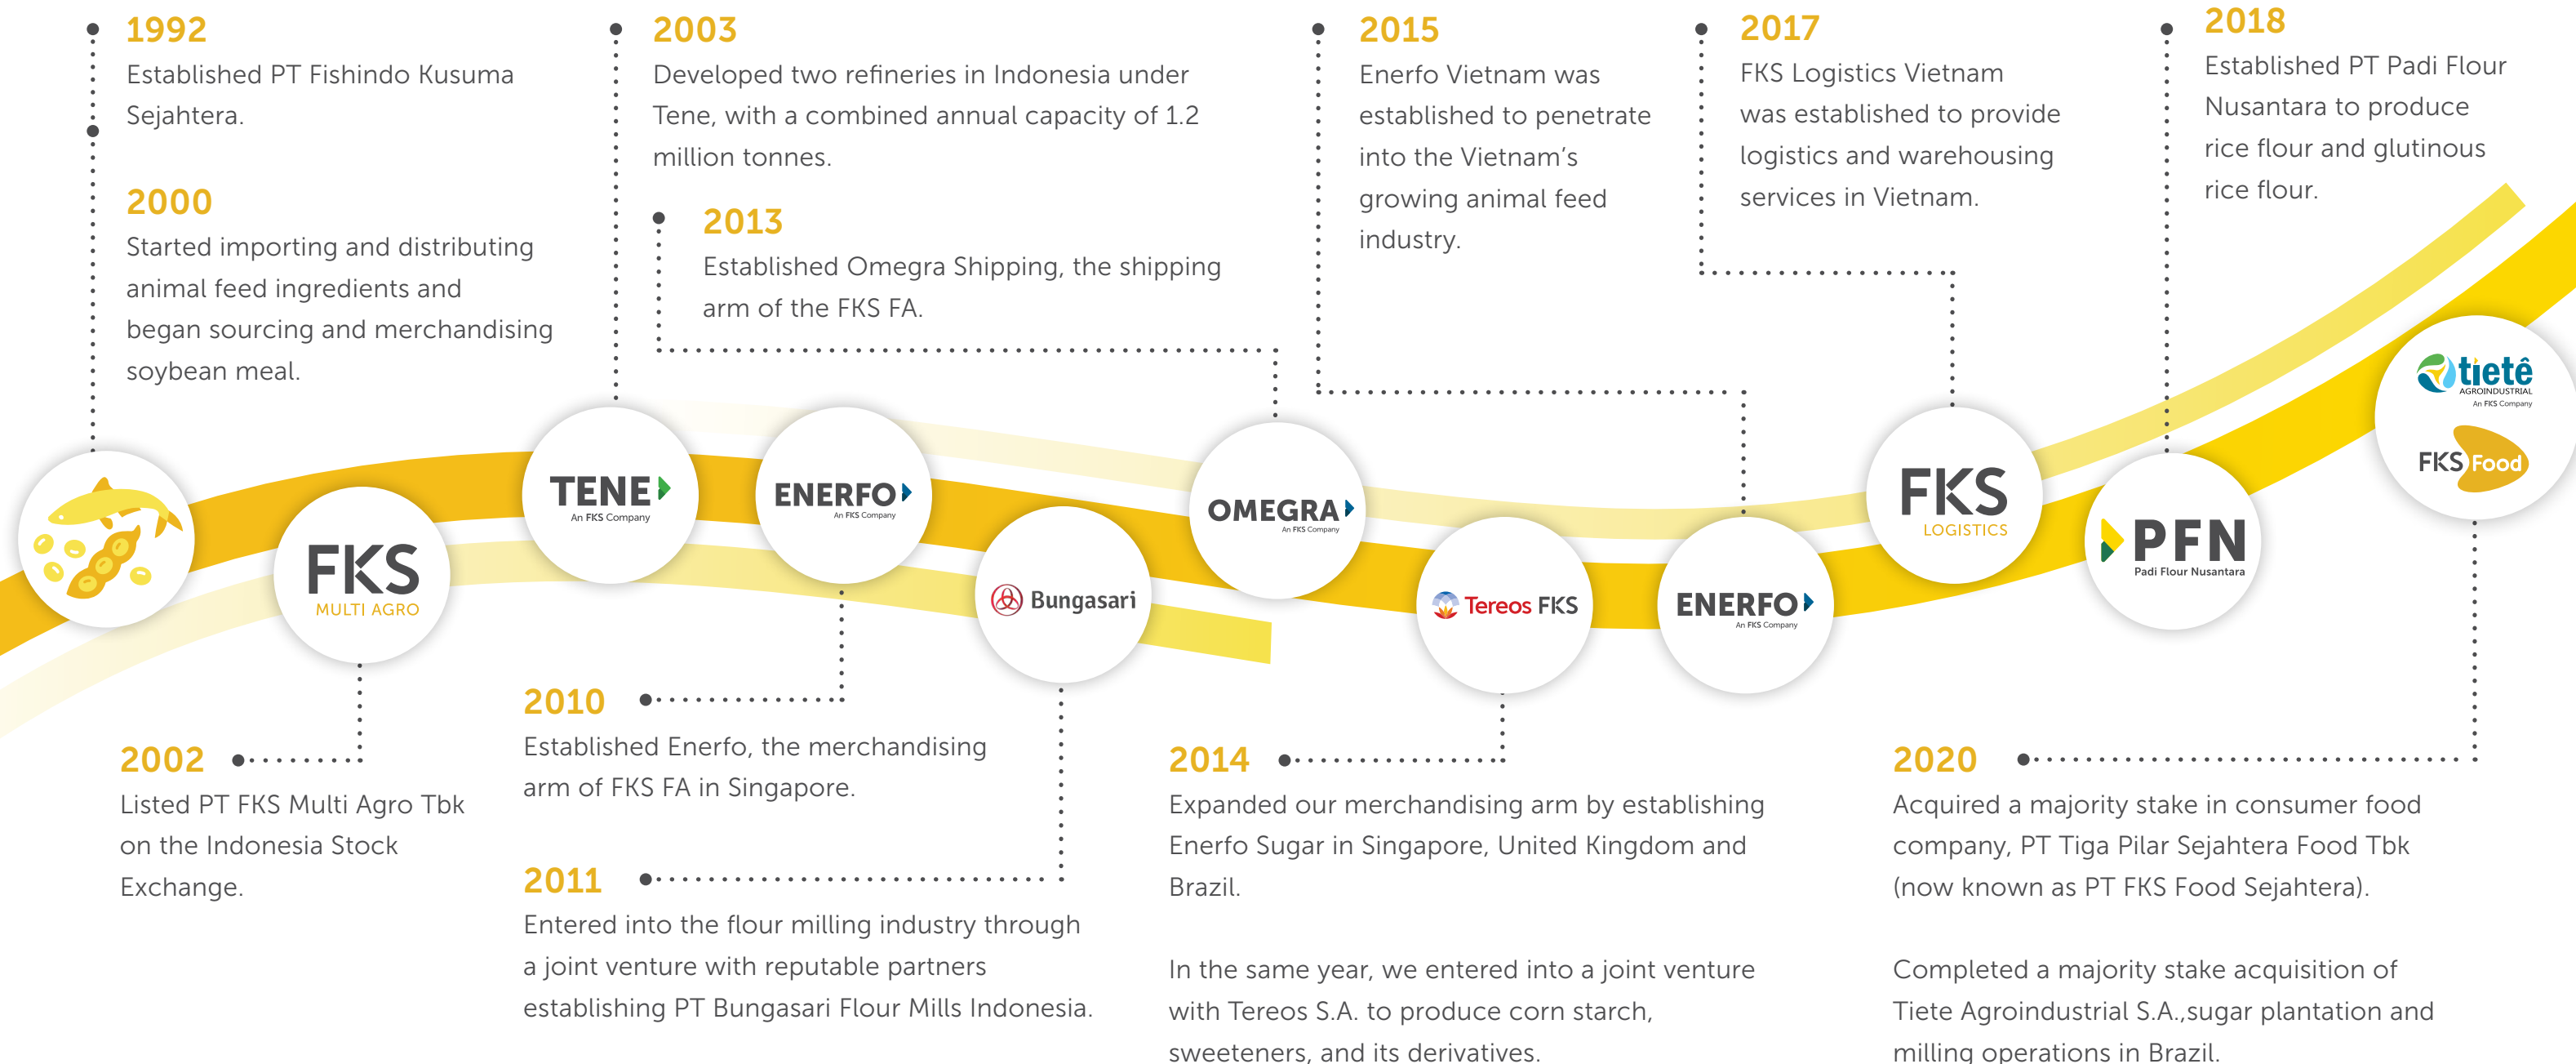 1992
Established PT Fishindo Kusuma
Sejahtera.
2000
Started importing and distributing
animal feed ingredients and
began sourcing and merchandising
soybean meal.
2003
Developed two refineries in Indonesia under
Tene, with a combined annual capacity of 1.2
million tonnes.
2013
Established Omegra Shipping, the shipping
arm of the FKS FA.
2015
Enerfo Vietnam was
established to penetrate
into the Vietnam’s
growing animal feed
industry.
2017
FKS Logistics Vietnam
was established to provide
logistics and warehousing
services in Vietnam.
2018
Established PT Padi Flour
Nusantara to produce
rice flour and glutinous
rice flour.
FKS
MULTI AGRO
TENE
An FKS Company
ENERFO
An FKS Company
Bungasari
OMEGRA
An FKS Company
Tereos FKS
ENERFO
An FKS Company
FKS
LOGISTICS
PFN
Padi Flour Nusantara
tietê
AGROINDUSTRIAL
An FKS Company
FKS Food
2002
Listed PT FKS Multi Agro Tbk
on the Indonesia Stock
Exchange.
2010
Established Enerfo, the merchandising
arm of FKS FA in Singapore.
2011
Entered into the flour milling industry through
a joint venture with reputable partners
establishing PT Bungasari Flour Mills Indonesia.
2014
Expanded our merchandising arm by establishing
Enerfo Sugar in Singapore, United Kingdom and
Brazil.
In the same year, we entered into a joint venture
with Tereos S.A. to produce corn starch,
sweeteners, and its derivatives.
2020
Acquired a majority stake in consumer food
company, PT Tiga Pilar Sejahtera Food Tbk
(now known as PT FKS Food Sejahtera).
Completed a majority stake acquisition of
Tiete Agroindustrial S.A.,sugar plantation and
milling operations in Brazil.